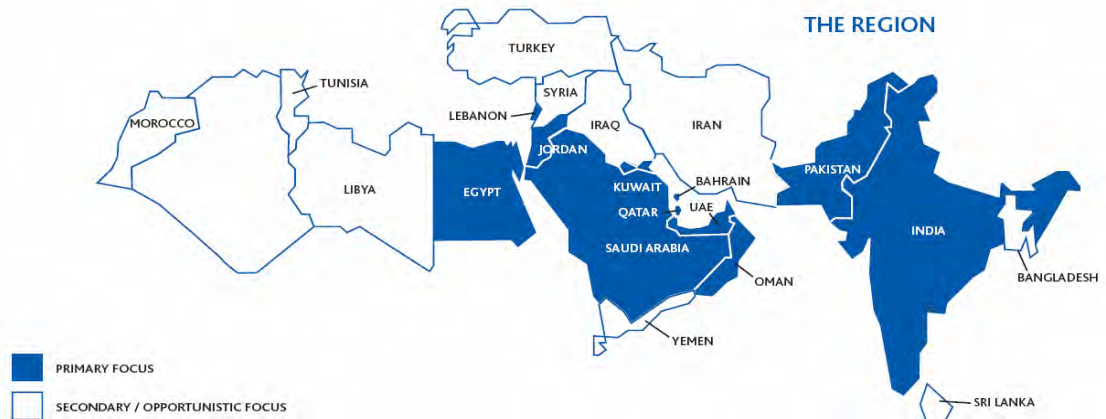 THE REGION
TURKEY
TUNISIA
SYRIA
LEBANON
MOROCCO
IRAQ
IRAN
JORDAN
PAKISTAN
BAHRAIN
KUWAIT
EGYPT
LIBYA
QATAR
UAE
INDIA
SAUDI ARABIA
BANGLADESH
OMAN
YEMEN
PRIMARY FOCUS
SRI LANKA
SECONDARY / OPPORTUNISTIC FOCUS